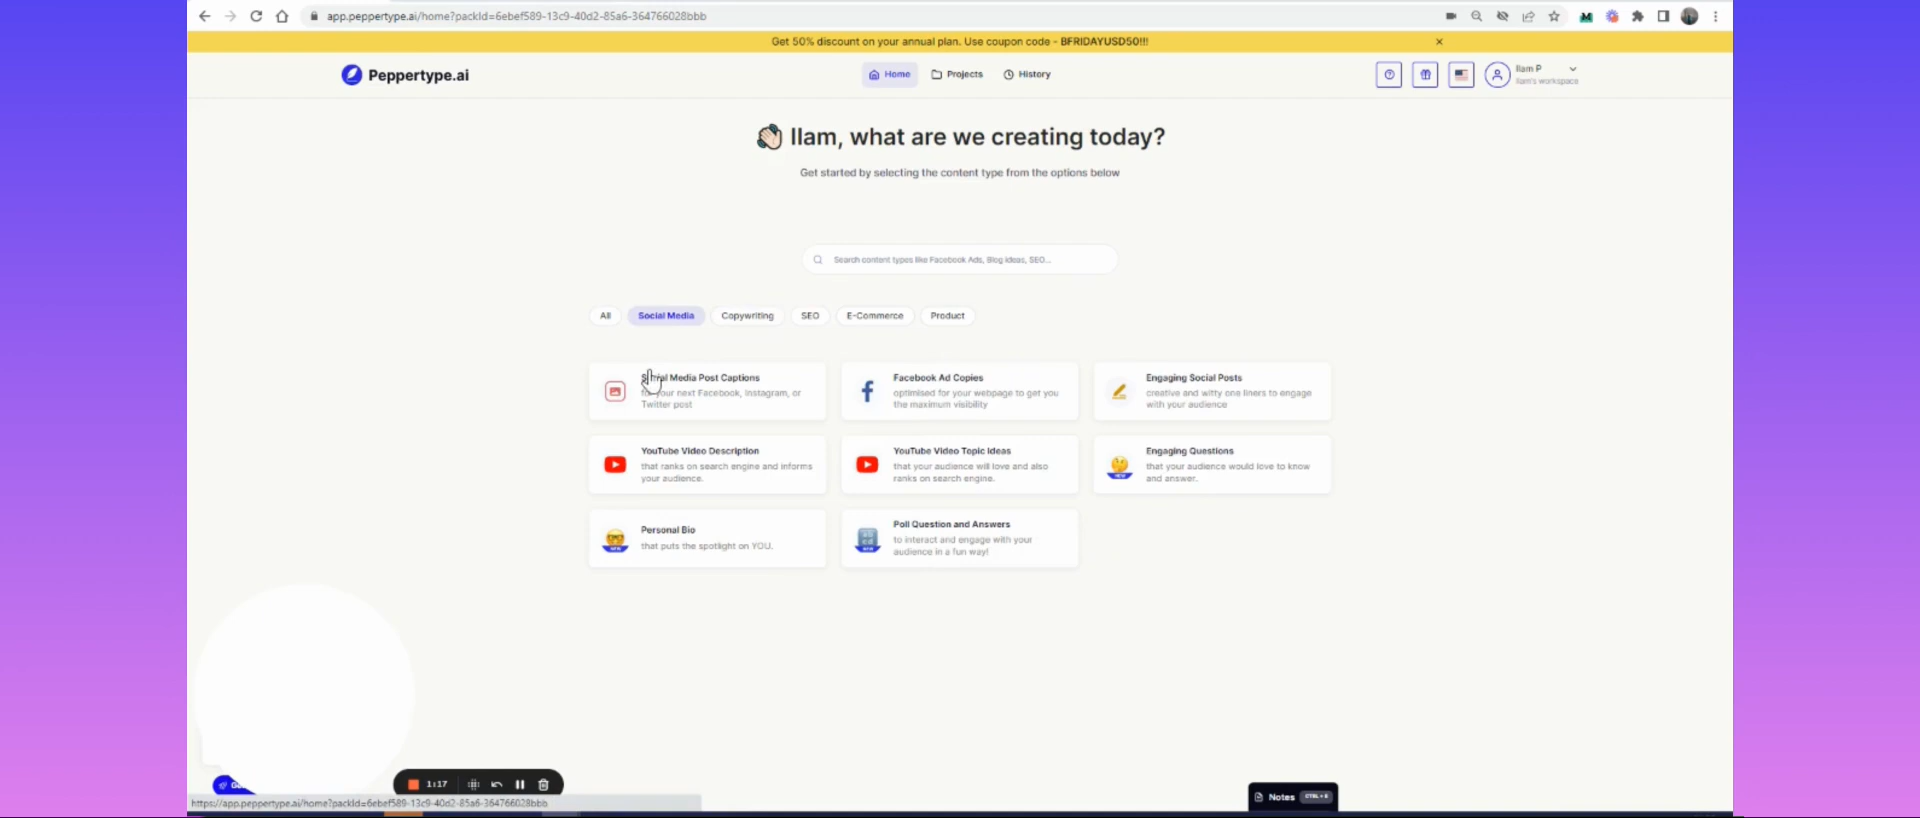 app.peppertype.ai/home?packId=6ebef589-13c9-40d2-85a6-364766028bbb
Get 50% discount on your annual plan. Use coupon code - BFRIDAYUSD50!!!
Peppertype.ai
Home
Projects
History
Ilam P
Ilam's workspace
Ilam, what are we creating today?
Get started by selecting the content type from the options below
Search content types like Facebook Ads, Blog Ideas, SEO...
All
Social Media
Copywriting
SEO
E-Commerce
Product
Social Media Post Captions
for your next Facebook, Instagram, or
Twitter post
Facebook Ad Copies
optimised for your webpage to get you
the maximum visibility
Engaging Social Posts
creative and witty one liners to engage
with your audience
YouTube Video Description
that ranks on search engine and informs
your audience.
YouTube Video Topic Ideas
that your audience will love and also
ranks on search engine.
Engaging Questions
that your audience would love to know
and answer.
Personal Bio
that puts the spotlight on YOU.
Poll Question and Answers
to interact and engage with your
audience in a fun way!
1:17
Notes
https://app.peppertype.ai/home?packId=6ebef589-13c9-40d2-85a6-364766028bbb